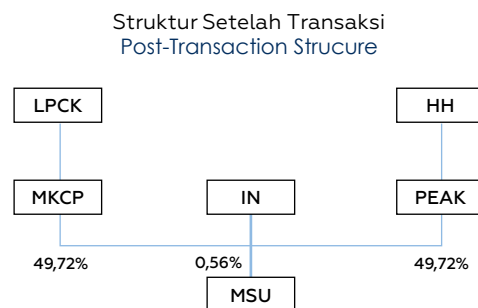 Struktur Setelah Transaksi
Post-Transaction Strucure
LPCK HH
MKCP IN PEAK
49,72% 0,56% 49,72%
MSU